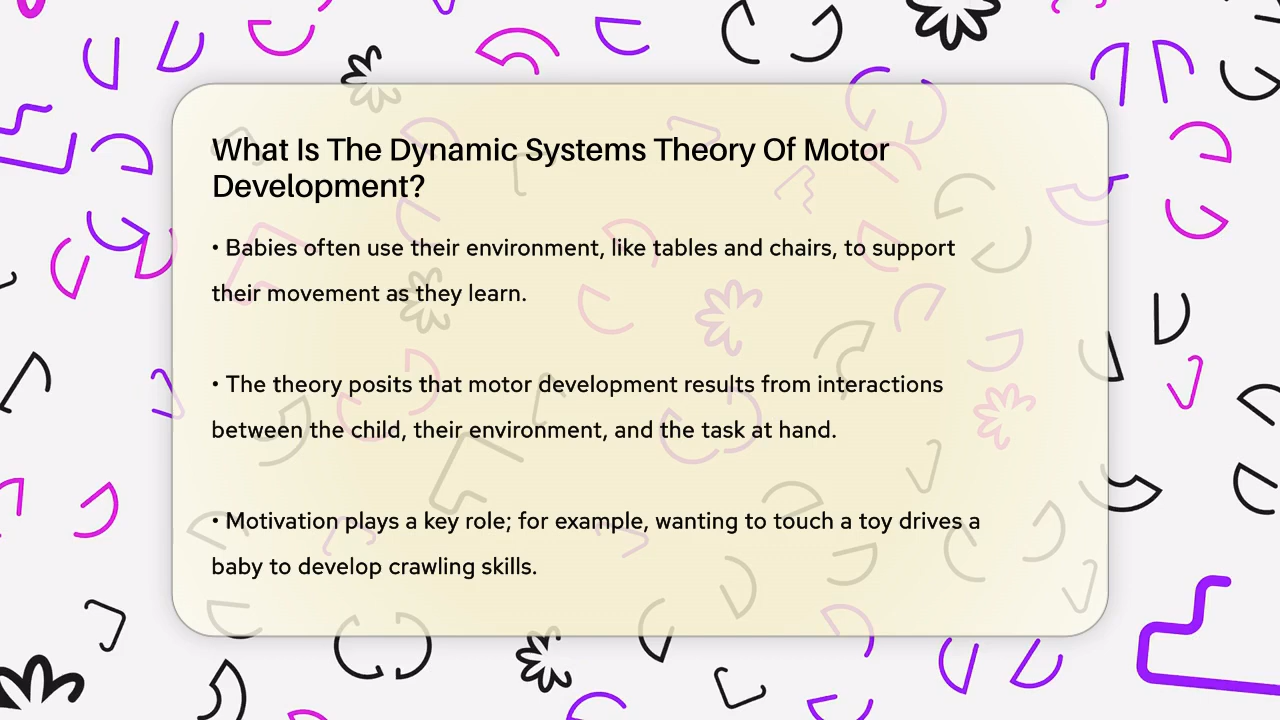 What Is The Dynamic Systems Theory Of Motor
Development?
• Babies often use their environment, like tables and chairs, to support
their movement as they learn.
• The theory posits that motor development results from interactions
between the child, their environment, and the task at hand.
• Motivation plays a key role; for example, wanting to touch a toy drives a
baby to develop crawling skills.